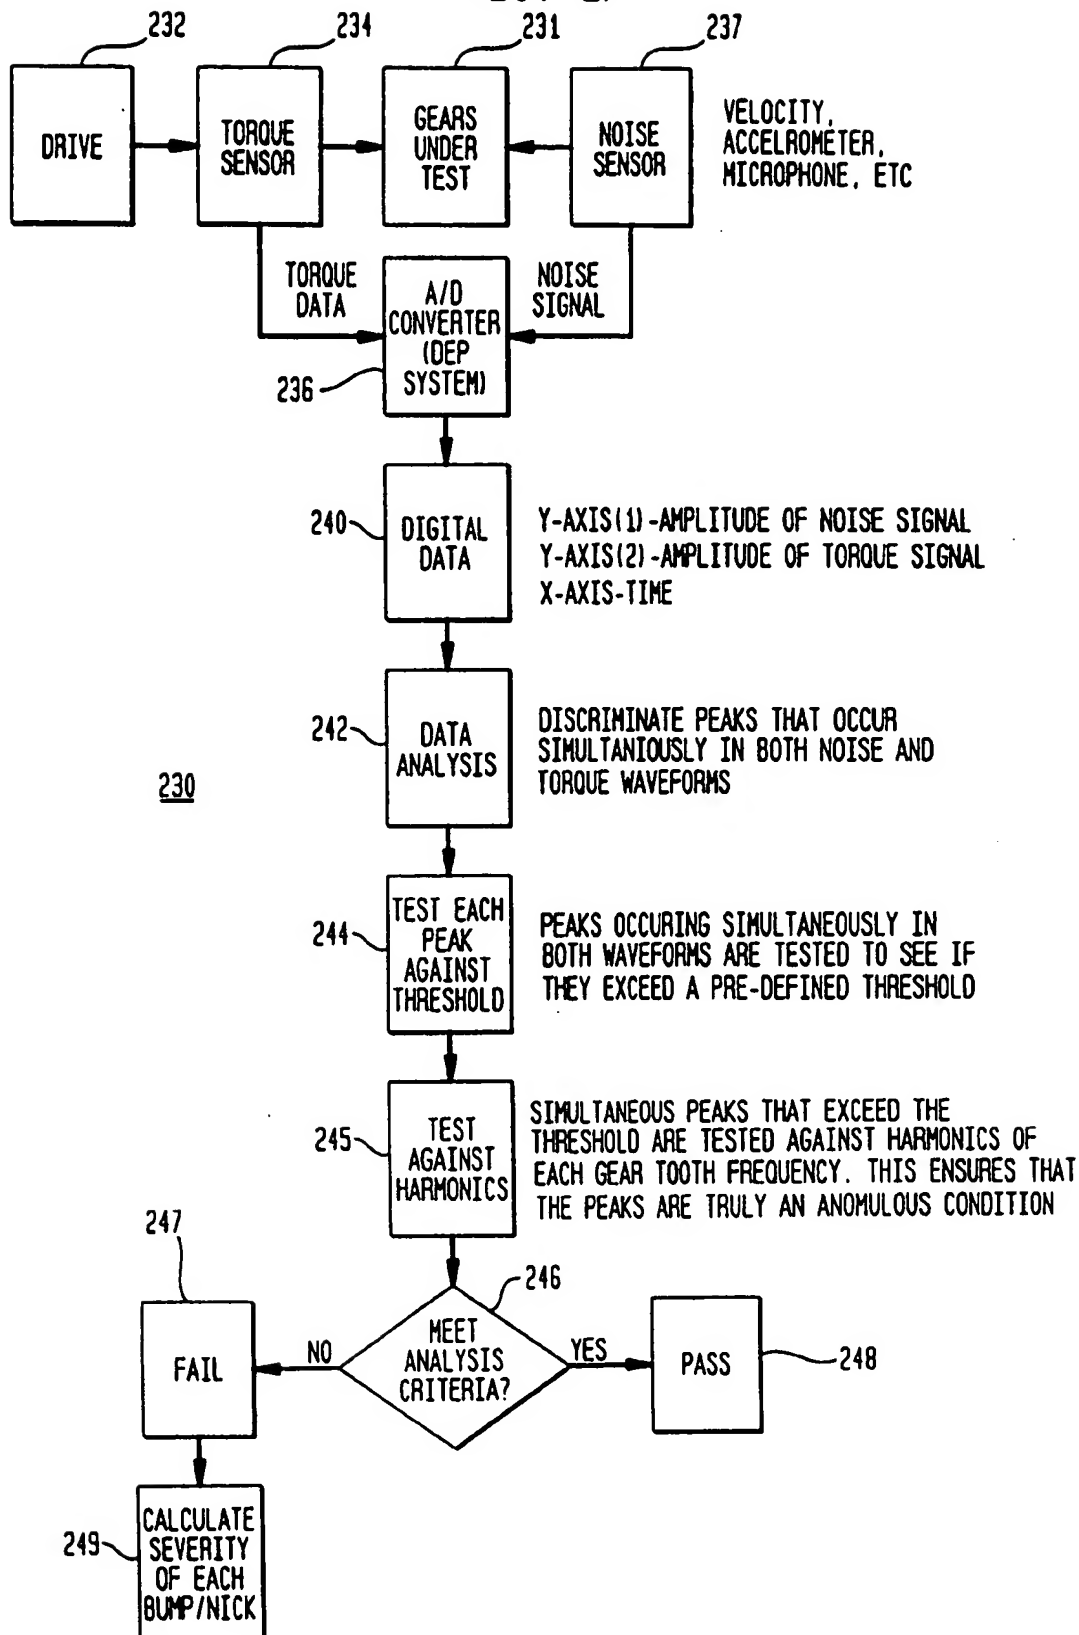 232
234
231
237
DRIVE
TORQUE
SENSOR
GEARS
UNDER
TEST
NOISE
SENSOR
VELOCITY,
ACCELROMETER,
MICROPHONE, ETC
TORQUE
DATA
A/D
CONVERTER
(DEP
SYSTEM)
NOISE
SIGNAL
236
240
DIGITAL
DATA
Y-AXIS(1)-AMPLITUDE OF NOISE SIGNAL
Y-AXIS(2)-AMPLITUDE OF TORQUE SIGNAL
X-AXIS-TIME
242
DATA
ANALYSIS
DISCRIMINATE PEAKS THAT OCCUR
SIMULTANIOUSLY IN BOTH NOISE AND
TORQUE WAVEFORMS
230
244
TEST EACH
PEAK
AGAINST
THRESHOLD
PEAKS OCCURING SIMULTANEOUSLY IN
BOTH WAVEFORMS ARE TESTED TO SEE IF
THEY EXCEED A PRE-DEFINED THRESHOLD
245
TEST
AGAINST
HARMONICS
SIMULTANEOUS PEAKS THAT EXCEED THE
THRESHOLD ARE TESTED AGAINST HARMONICS OF
EACH GEAR TOOTH FREQUENCY. THIS ENSURES THAT
THE PEAKS ARE TRULY AN ANOMULOUS CONDITION
247
246
FAIL
NO
MEET
ANALYSIS
CRITERIA?
YES
PASS
248
249
CALCULATE
SEVERITY
OF EACH
BUMP/NICK